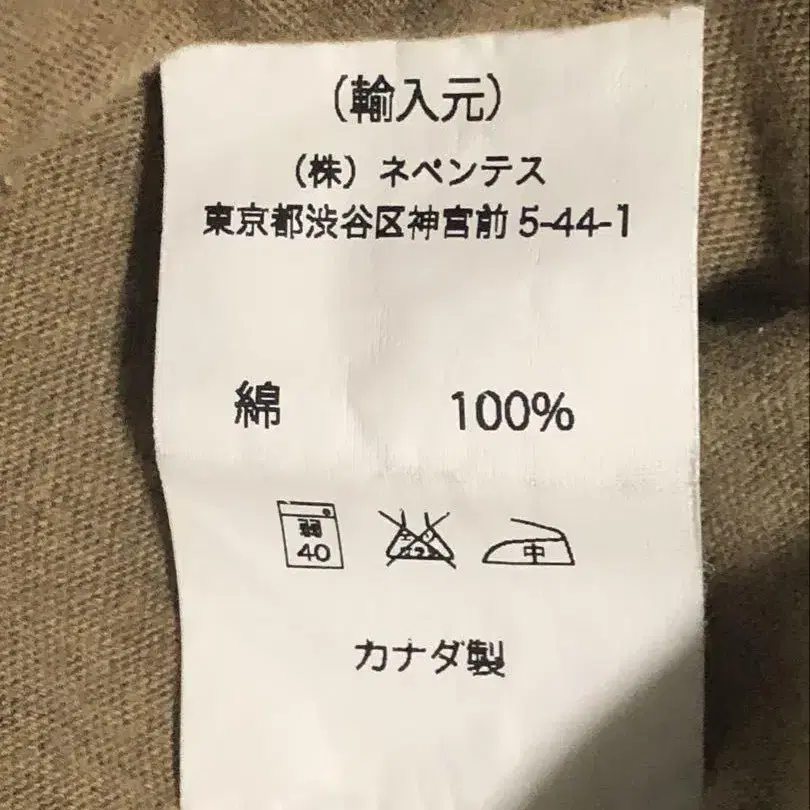 （輸入元）
（株）ネペンテス
東京都渋谷区神宮前 5-44-1
綿 100%
弱
40
中
カナダ製